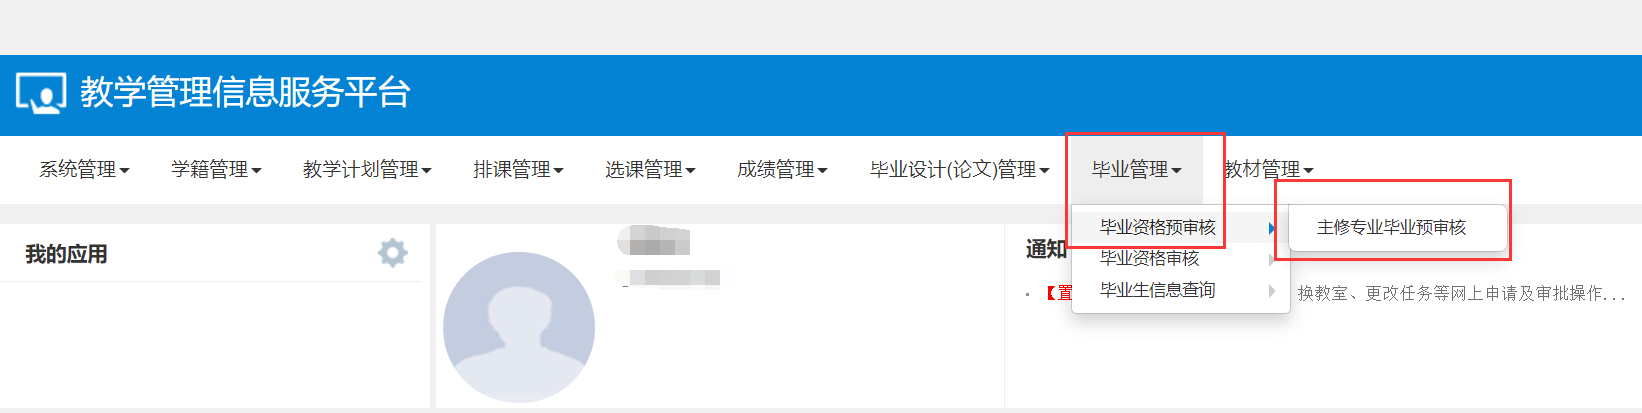 教学管理信息服务平台
系统管理 学籍管理 教学计划管理 排课管理 选课管理 成绩管理 毕业设计(论文)管理 毕业管理 教材管理
我的应用
通知
毕业资格预审核
主修专业毕业预审核
毕业资格审核
毕业生信息查询
【置 换教室、更改任务等网上申请及审批操作...